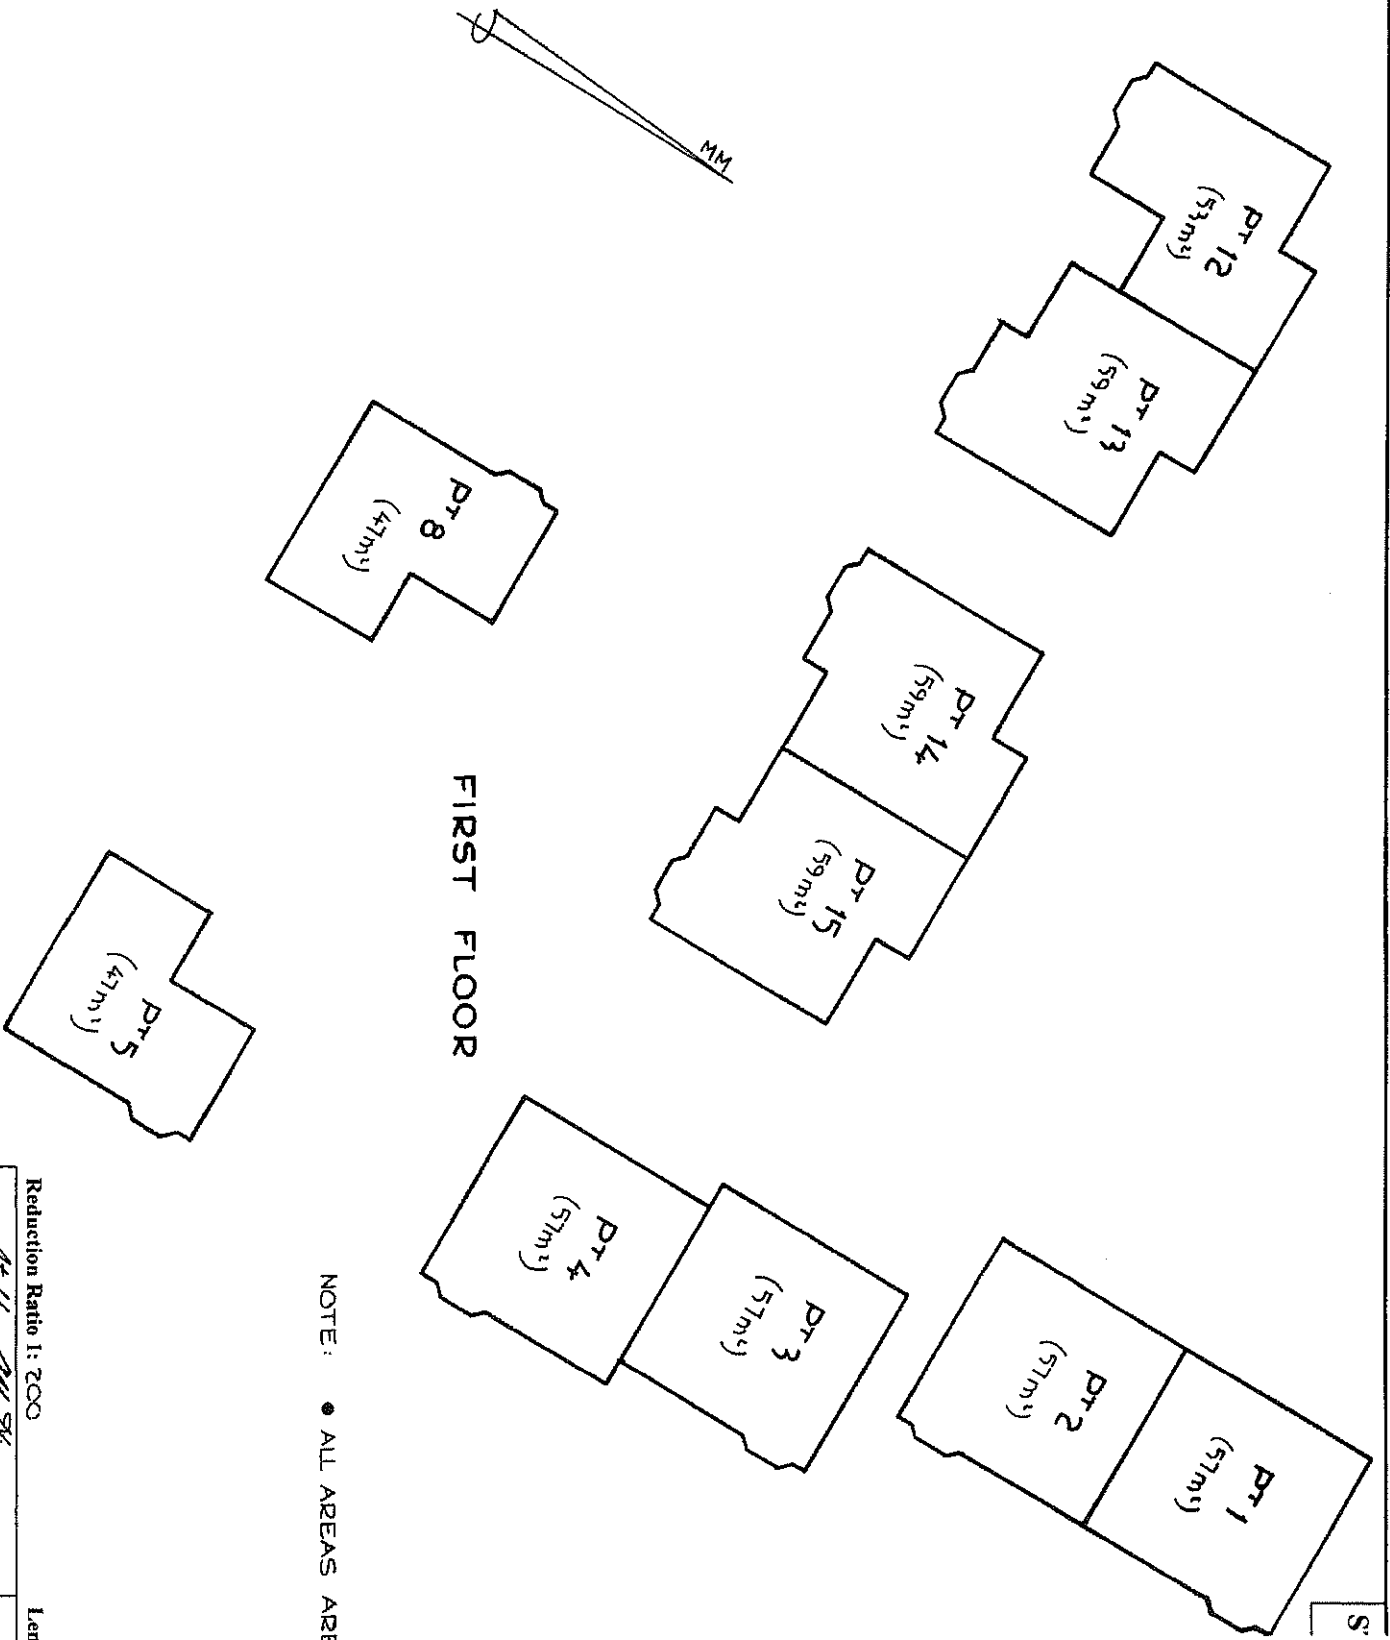 S
PT 12
(53m²)
PT 13
(59m²)
PT 14
(59m²)
PT 15
(59m²)
PT 1
(57m²)
PT 2
(57m²)
PT 3
(57m²)
PT 4
(57m²)
PT 8
(47m²)
PT 5
(47m²)
MM
FIRST FLOOR
NOTE: • ALL AREAS ARE
Reduction Ratio 1: 200
Len